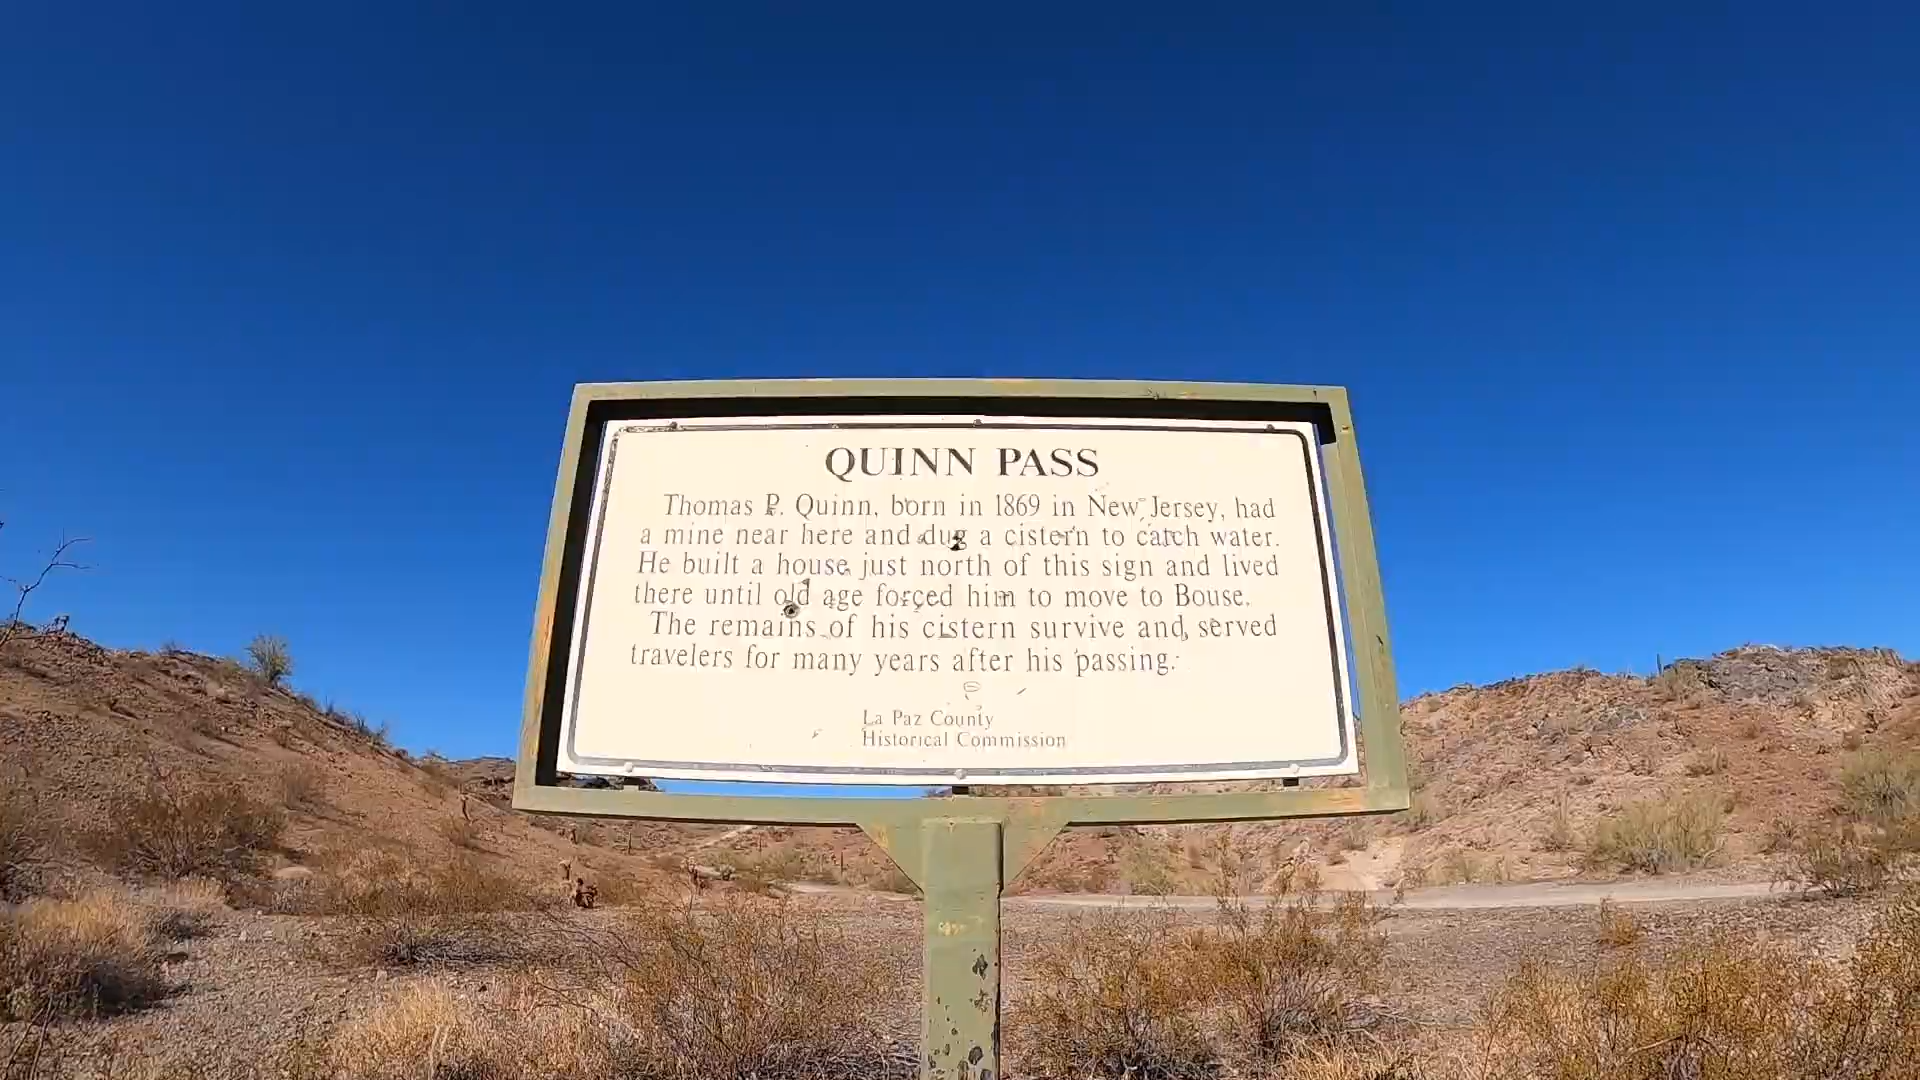 QUINN PASS
Thomas P. Quinn, born in 1869 in New Jersey, had
a mine near here and dug a cistern to catch water.
He built a house just north of this sign and lived
there until old age forced him to move to Bouse.
The remains of his cistern survive and served
travelers for many years after his passing.
La Paz County
Historical Commission